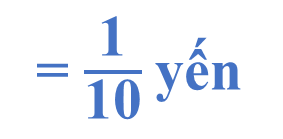 = 1/10 yến